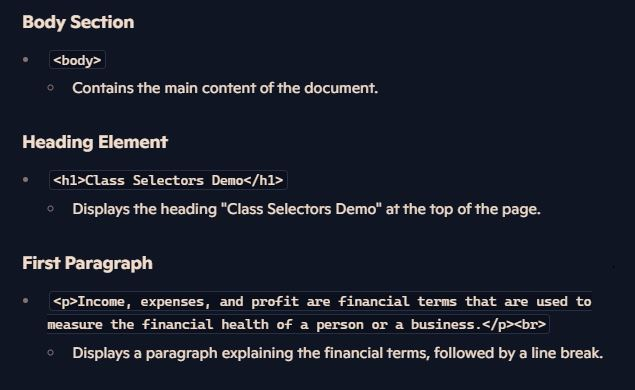 Body Section
<body>
Contains the main content of the document.
Heading Element
<h1>Class Selectors Demo</h1>
Displays the heading "Class Selectors Demo" at the top of the page.
First Paragraph
<p>Income, expenses, and profit are financial terms that are used to
measure the financial health of a person or a business.</p><br>
Displays a paragraph explaining the financial terms, followed by a line break.